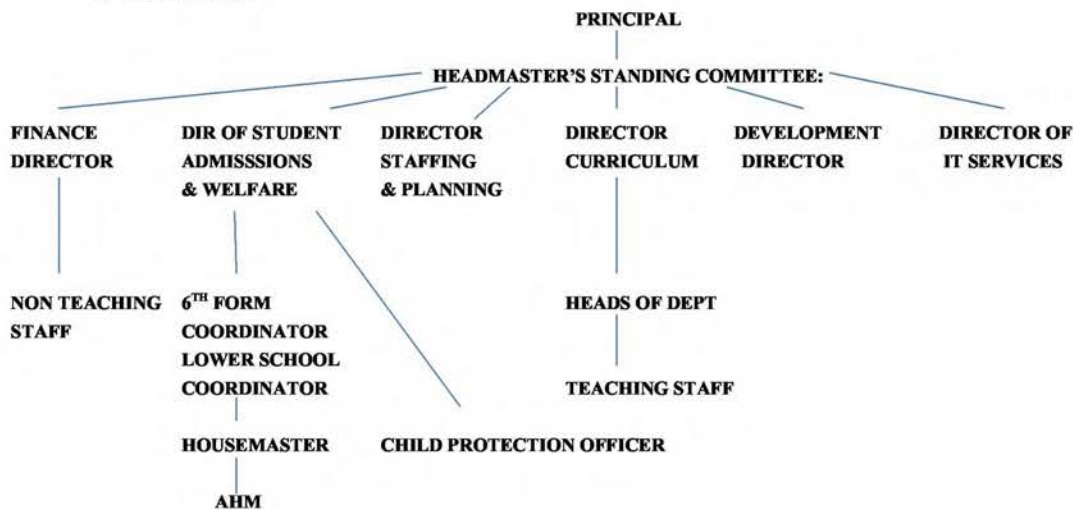 PRINCIPAL
HEADMASTER'S STANDING COMMITTEE:
FINANCE
DIRECTOR
DIR OF STUDENT
ADMISSSIONS
& WELFARE
DIRECTOR
STAFFING
& PLANNING
DIRECTOR
CURRICULUM
DEVELOPMENT
DIRECTOR
DIRECTOR OF
IT SERVICES
NON TEACHING
STAFF
6TH FORM
COORDINATOR
LOWER SCHOOL
COORDINATOR
HEADS OF DEPT
TEACHING STAFF
HOUSEMASTER
CHILD PROTECTION OFFICER
AHM